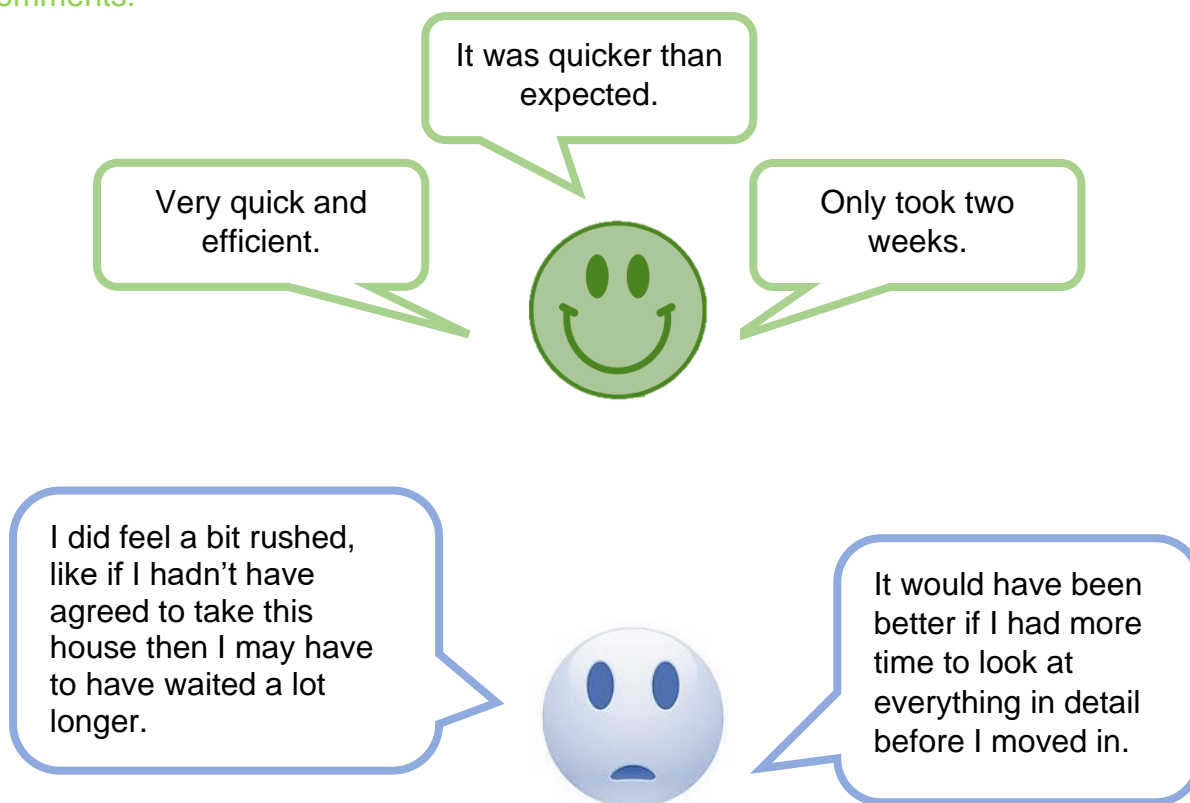 omments.
It was quicker than
expected.
Very quick and
efficient.
Only took two
weeks.
I did feel a bit rushed,
like if I hadn’t have
agreed to take this
house then I may have
to have waited a lot
longer.
It would have been
better if I had more
time to look at
everything in detail
before I moved in.